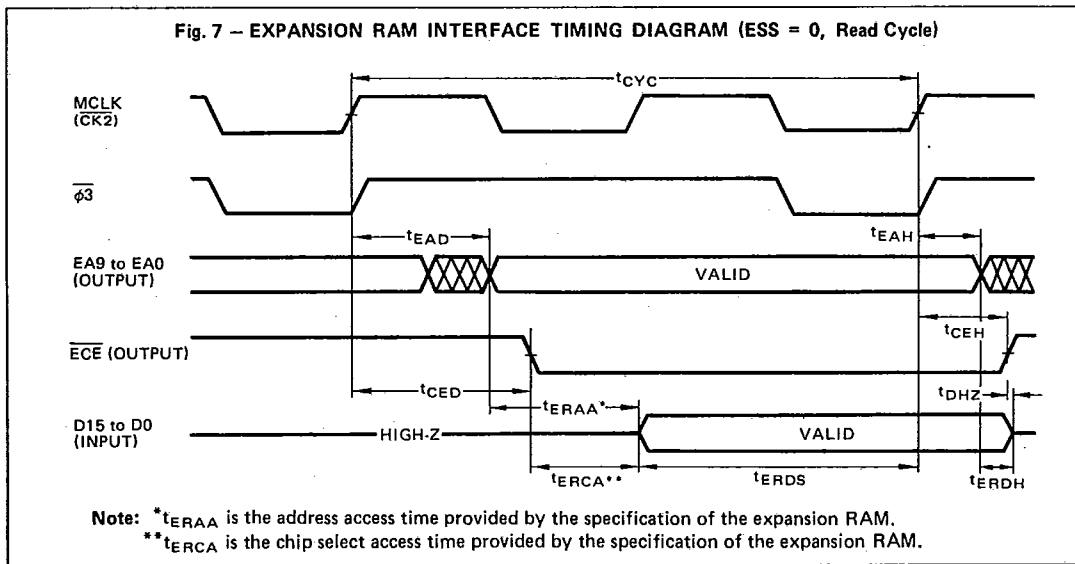 Fig. 7 – EXPANSION RAM INTERFACE TIMING DIAGRAM (ESS = 0, Read Cycle)
tCYC
MCLK
(CK2)
φ3
tEAD
tEAH
EA9 to EA0
(OUTPUT)
VALID
tCEH
ECE (OUTPUT)
tCED
tDHZ
tERAA*
D15 to D0
(INPUT)
HIGH-Z
VALID
tERCA**
tERDS
tERDH
Note: *tERAA is the address access time provided by the specification of the expansion RAM.
**tERCA is the chip select access time provided by the specification of the expansion RAM.